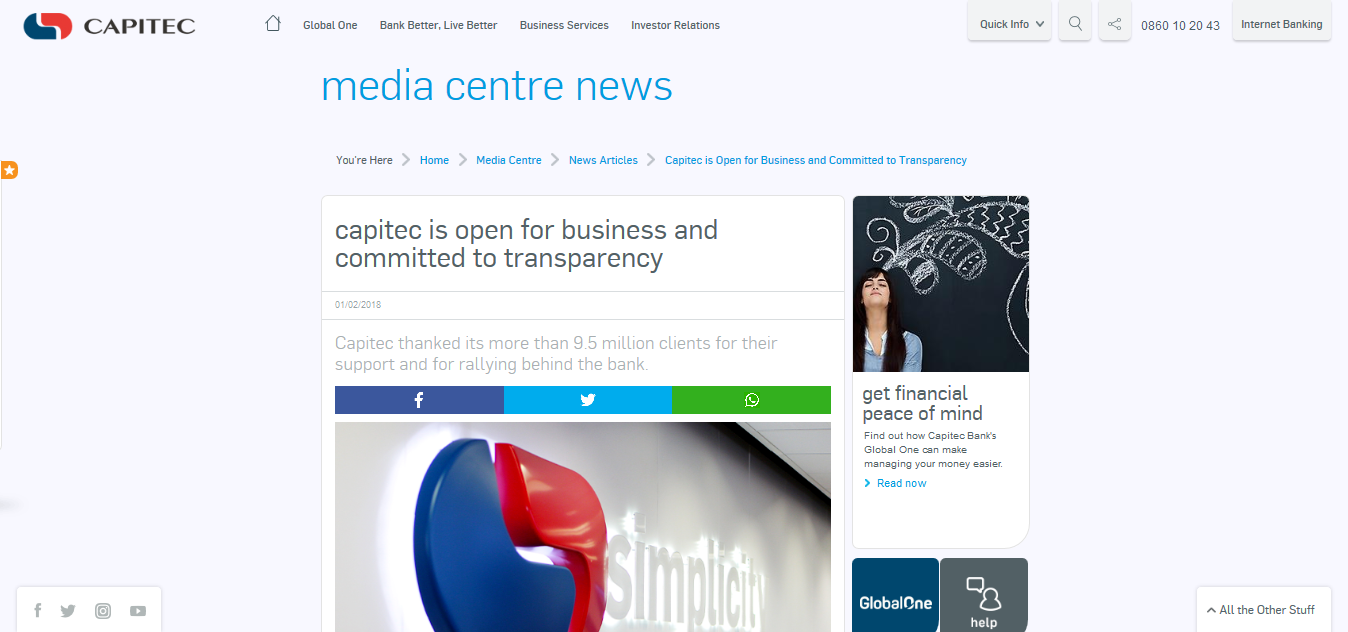 CAPITEC
Global One
Bank Better, Live Better
Business Services
Investor Relations
Quick Info
0860 10 20 43
Internet Banking
media centre news
You're Here
Home
Media Centre
News Articles
Capitec is Open for Business and Committed to Transparency
capitec is open for business and
committed to transparency
01/02/2018
Capitec thanked its more than 9.5 million clients for their
support and for rallying behind the bank.
simplicity
get financial
peace of mind
Find out how Capitec Bank's
Global One can make
managing your money easier.
Read now
GlobalOne
help
All the Other Stuff